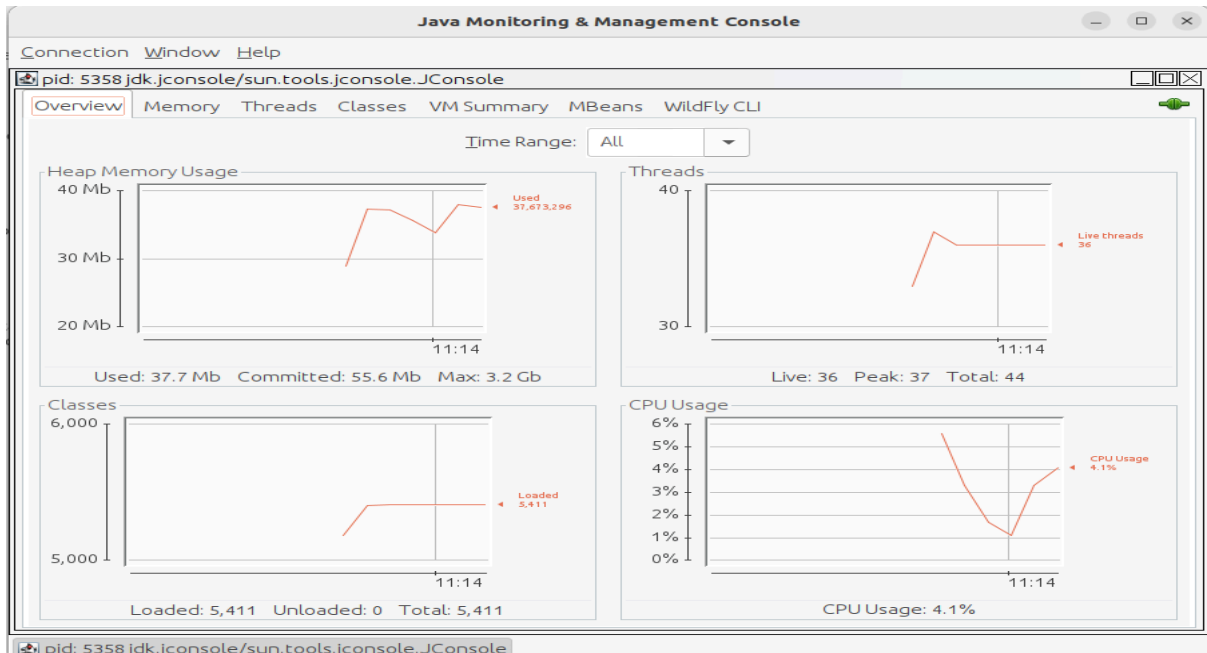 Java Monitoring & Management Console
Connection Window Help
pid: 5358 jdk.jconsole/sun.tools.jconsole.JConsole
Overview Memory Threads Classes VM Summary MBeans WildFly CLI
Time Range: All
Heap Memory Usage
40 Mb
30 Mb
20 Mb
Used
37,673,296
11:14
Used: 37.7 Mb Committed: 55.6 Mb Max: 3.2 Gb
Threads
40
30
Live threads
36
11:14
Live: 36 Peak: 37 Total: 44
Classes
6,000
5,000
Loaded
5,411
11:14
Loaded: 5,411 Unloaded: 0 Total: 5,411
CPU Usage
6%
5%
4%
3%
2%
1%
0%
CPU Usage
4.1%
11:14
CPU Usage: 4.1%
pid: 5358 jdk.jconsole/sun.tools.jconsole.JConsole